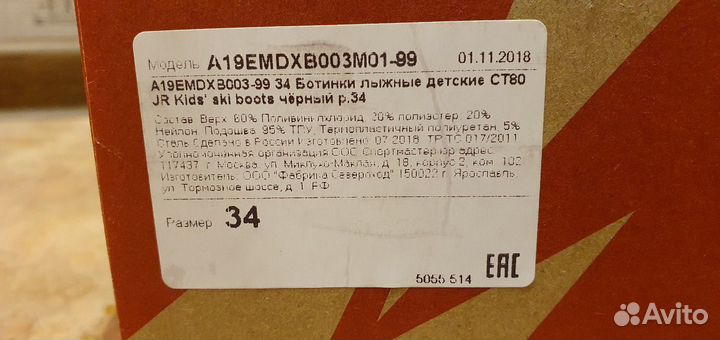 Модель A19EMDXB003M01-99 01.11.2018
A19EMDXB003-99 34 Ботинки лыжные детские CT80
JR Kids' ski boots чёрный р.34
Состав: Верх: 60% Поливинилхлорид, 20% полиэстер, 20%
Нейлон; Подошва: 95% ТПУ, Термопластичный полиуретан, 5%
Сталь Сделано в России Изготовлено: 07.2018 ТР ТС 017/2011
Уполномоченная организация ООО Спортмастер юр адрес:
117437 г. Москва, ул. Миклухо-Маклая, д. 18, корпус 2, ком. 102
Изготовитель: ООО "Фабрика Североход" 150022 г. Ярославль,
ул. Тормозное шоссе, д. 1 РФ
Размер 34
EAC
5055 514
Avito